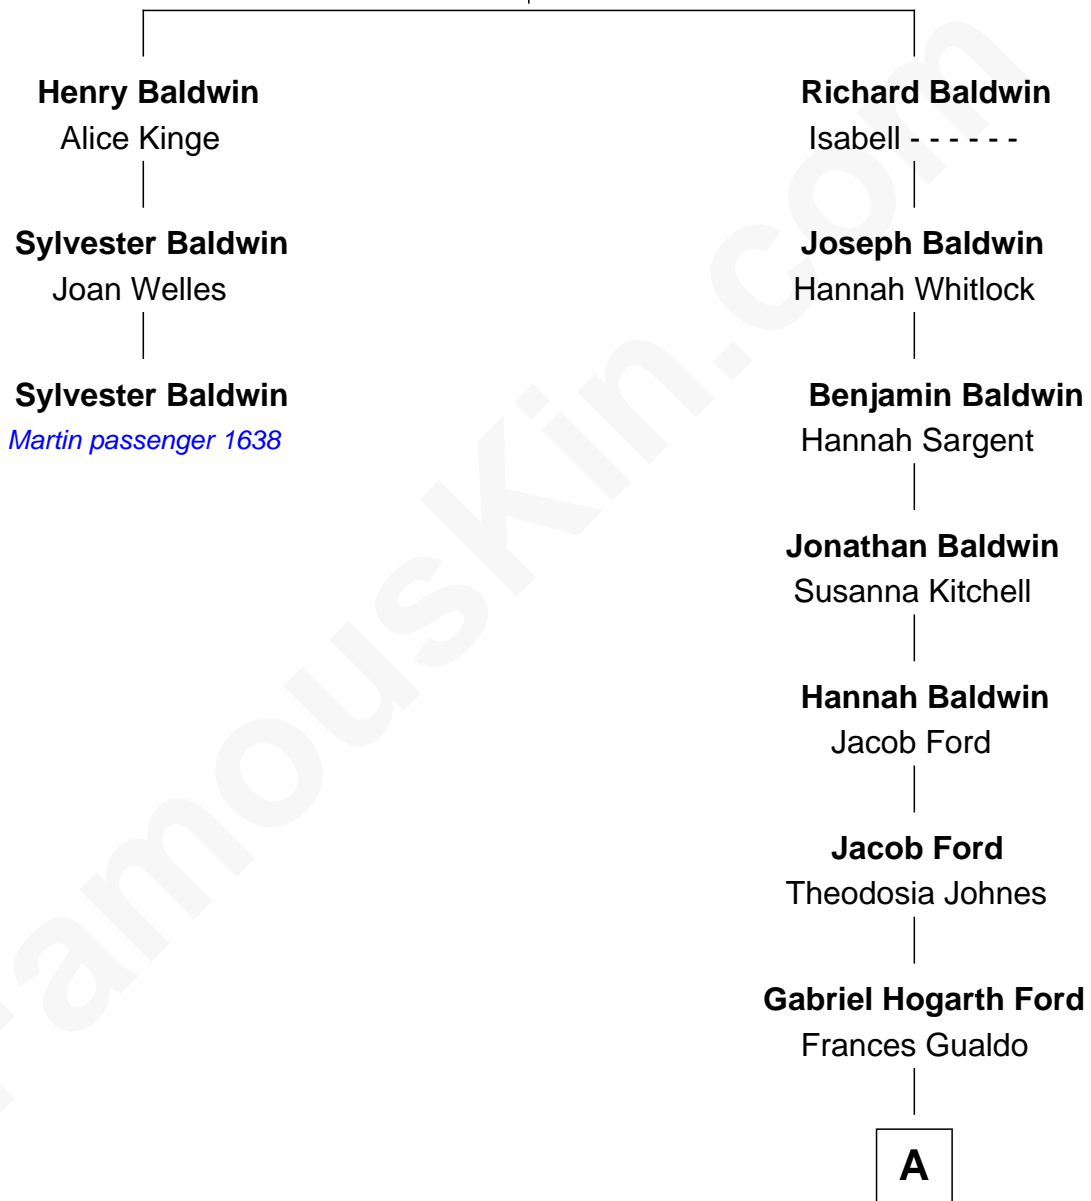 Henry Baldwin
Alice Kinge
Sylvester Baldwin
Joan Welles
Sylvester Baldwin
Martin passenger 1638
Richard Baldwin
Isabell - - - - - -
Joseph Baldwin
Hannah Whitlock
Benjamin Baldwin
Hannah Sargent
Jonathan Baldwin
Susanna Kitchell
Hannah Baldwin
Jacob Ford
Jacob Ford
Theodosia Johnes
Gabriel Hogarth Ford
Frances Gualdo
A
FamousKin.com